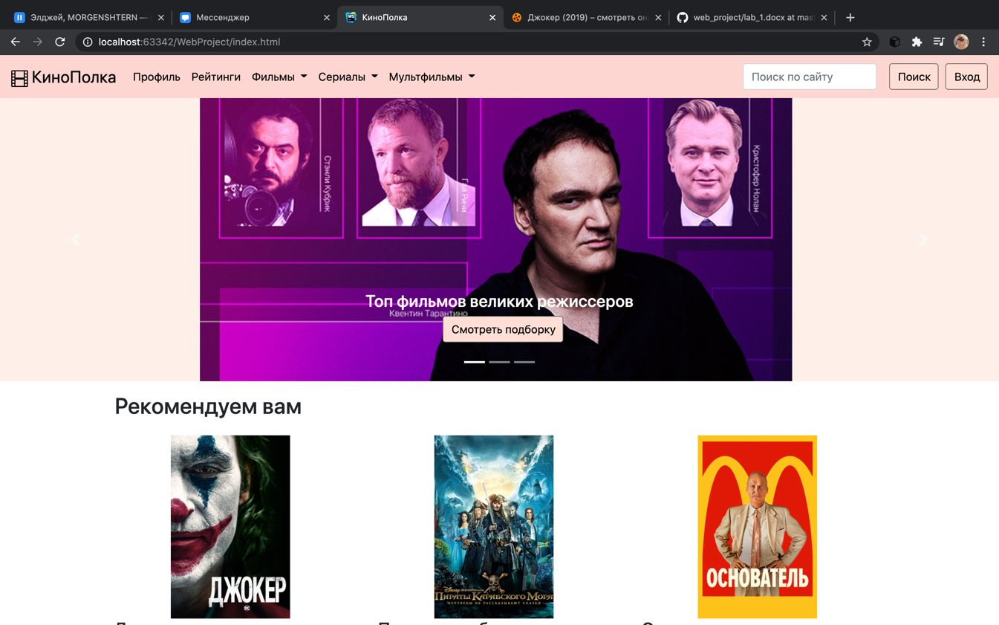 Элджей, MORGENSHTERN —
Мессенджер
КиноПолка
Джокер (2019) – смотреть он
web_project/lab_1.docx at mas
localhost:63342/WebProject/index.html
КиноПолка
Профиль
Рейтинги
Фильмы
Сериалы
Мультфильмы
Поиск по сайту
Поиск
Вход
Стэнли Кубрик
Гай Ричи
Кристофер Нолан
Топ фильмов великих режиссеров
Квентин Тарантино
Смотреть подборку
Рекомендуем вам
ДЖОКЕР
DC
Disney
ПИРАТЫ КАРИБСКОГО МОРЯ
МЕРТВЕЦЫ НЕ РАССКАЗЫВАЮТ СКАЗКИ
ОСНОВАТЕЛЬ